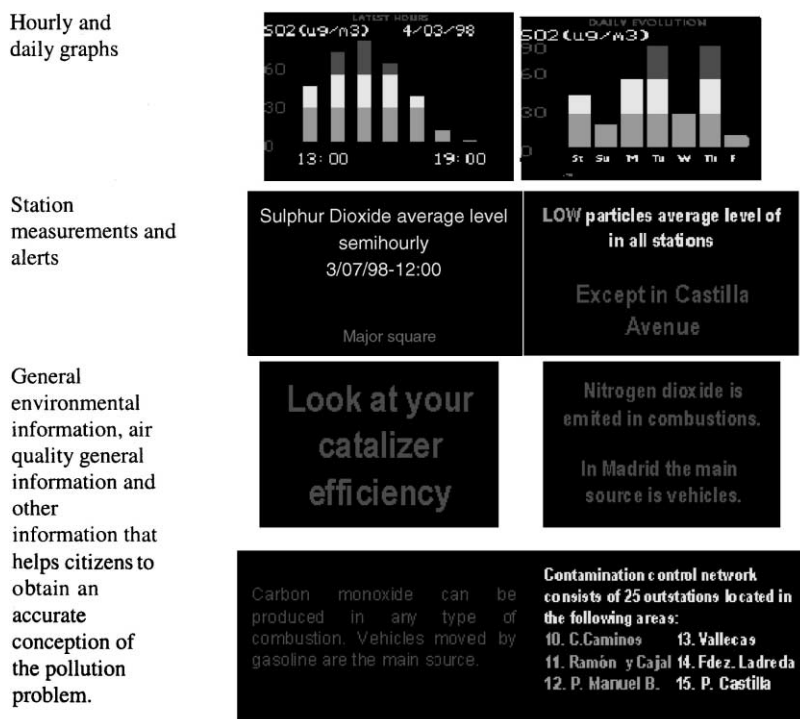 Hourly and
daily graphs
LATEST HOURS
SO2(ug/m3) 4/03/98
60
30
0
13:00 19:00
DAILY EVOLUTION
SO2(ug/m3)
90
60
30
0
St Su M Tu W Th F
Station
measurements and
alerts
Sulphur Dioxide average level
semihourly
3/07/98-12:00
Major square
LOW particles average level of
in all stations
Except in Castilla
Avenue
General
environmental
information, air
quality general
information and
other
information that
helps citizens to
obtain an
accurate
conception of
the pollution
problem.
Look at your
catalizer
efficiency
Nitrogen dioxide is
emited in combustions.
In Madrid the main
source is vehicles.
Carbon monoxide can be
produced in any type of
combustion. Vehicles moved by
gasoline are the main source.
Contamination control network
consists of 25 outstations located in
the following areas:
10. C.Caminos 13. Vallecas
11. Ramón y Cajal 14. Fdez. Ladreda
12. P. Manuel B. 15. P. Castilla